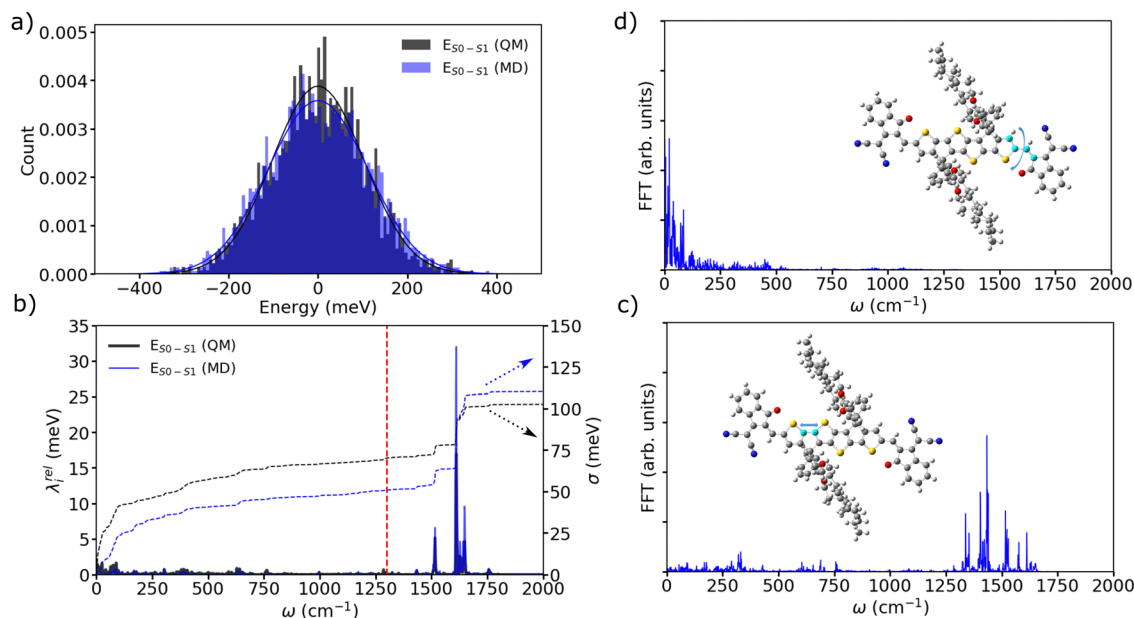 a)
0.005
0.004
0.003
0.002
0.001
0.000
Count
E_{S0−S1} (QM)
E_{S0−S1} (MD)
−400 −200 0 200 400
Energy (meV)
b)
35
30
25
20
15
10
5
0
λ_i^{rel} (meV)
E_{S0−S1} (QM)
E_{S0−S1} (MD)
150
125
100
75
50
25
0
σ (meV)
0 250 500 750 1000 1250 1500 1750 2000
ω (cm⁻¹)
d)
FFT (arb. units)
0 250 500 750 1000 1250 1500 1750 2000
ω (cm⁻¹)
c)
FFT (arb. units)
0 250 500 750 1000 1250 1500 1750 2000
ω (cm⁻¹)